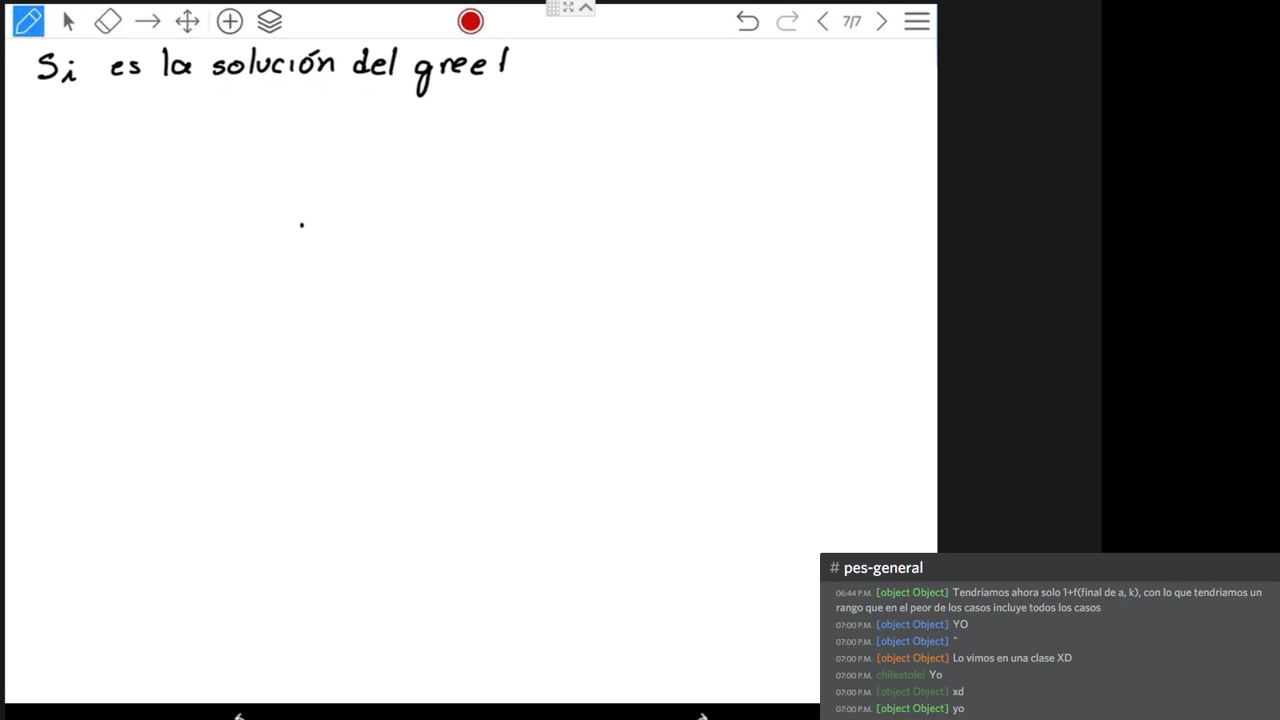 7/7
Si es la solución del gree
# pes-general
06:44 P.M. [object Object] Tendriamos ahora solo 1+f(final de a, k), con lo que tendriamos un
rango que en el peor de los casos incluye todos los casos
07:00 P.M. [object Object] YO
07:00 P.M. [object Object] ^
07:00 P.M. [object Object] Lo vimos en una clase XD
07:00 P.M. chileatole! Yo
07:00 P.M. [object Object] xd
07:00 P.M. [object Object] yo